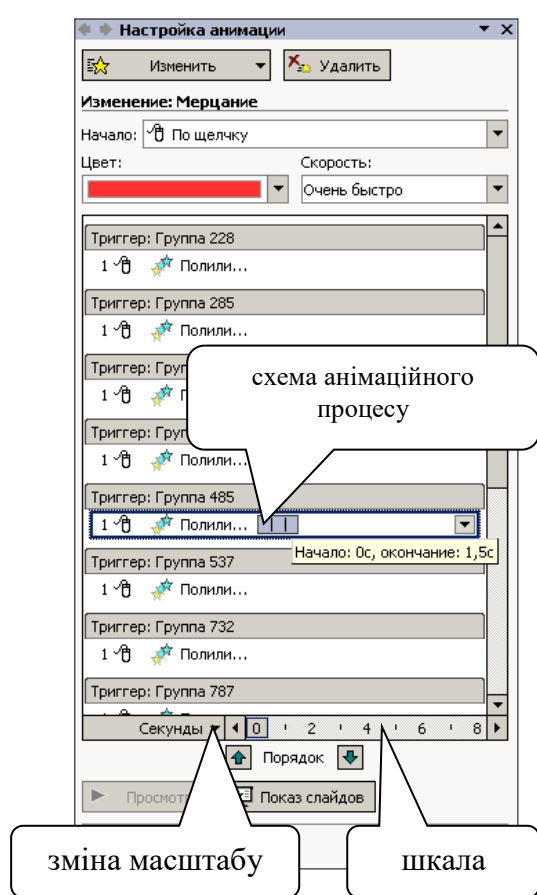 Настройка анимации
Изменить Удалить
Изменение: Мерцание
Начало: По щелчку
Цвет: Скорость:
Очень быстро
Триггер: Группа 228
1 Полили...
Триггер: Группа 285
1 Полили...
Триггер:
1
схема анімаційного
процесу
Триггер:
1 Полили...
Триггер: Группа 485
1 Полили...
Начало: 0с, окончание: 1,5с
Триггер: Группа 537
1 Полили...
Триггер: Группа 732
1 Полили...
Триггер: Группа 787
Секунды 0 2 4 6 8
Порядок
Показ слайдов
зміна масштабу шкала